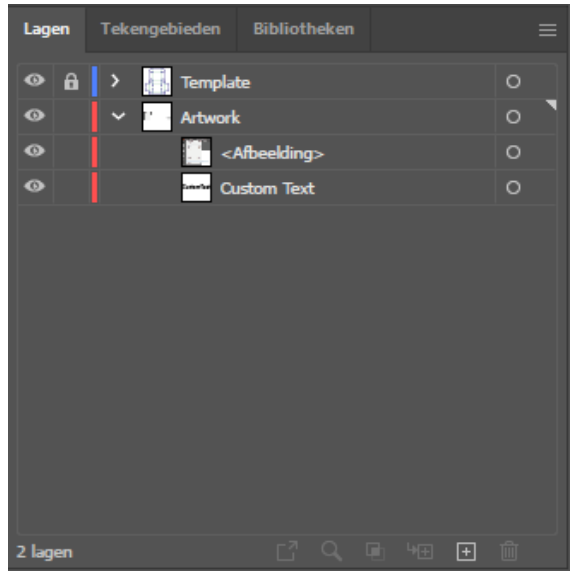 Lagen Tekengebieden Bibliotheken
Template
Artwork
<Afbeelding>
Custom Text
2 lagen